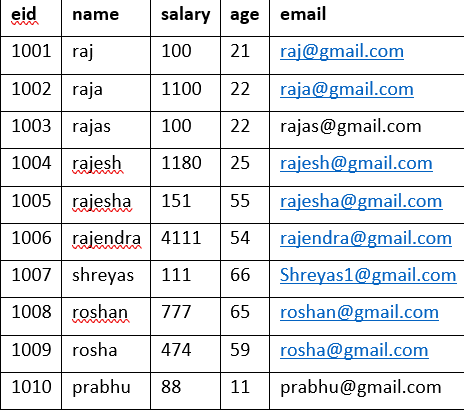 eid name salary age email
1001 raj 100 21 raj@gmail.com
1002 raja 1100 22 raja@gmail.com
1003 rajas 100 22 rajas@gmail.com
1004 rajesh 1180 25 rajesh@gmail.com
1005 rajesha 151 55 rajesha@gmail.com
1006 rajendra 4111 54 rajendra@gmail.com
1007 shreyas 111 66 Shreyas1@gmail.com
1008 roshan 777 65 roshan@gmail.com
1009 rosha 474 59 rosha@gmail.com
1010 prabhu 88 11 prabhu@gmail.com